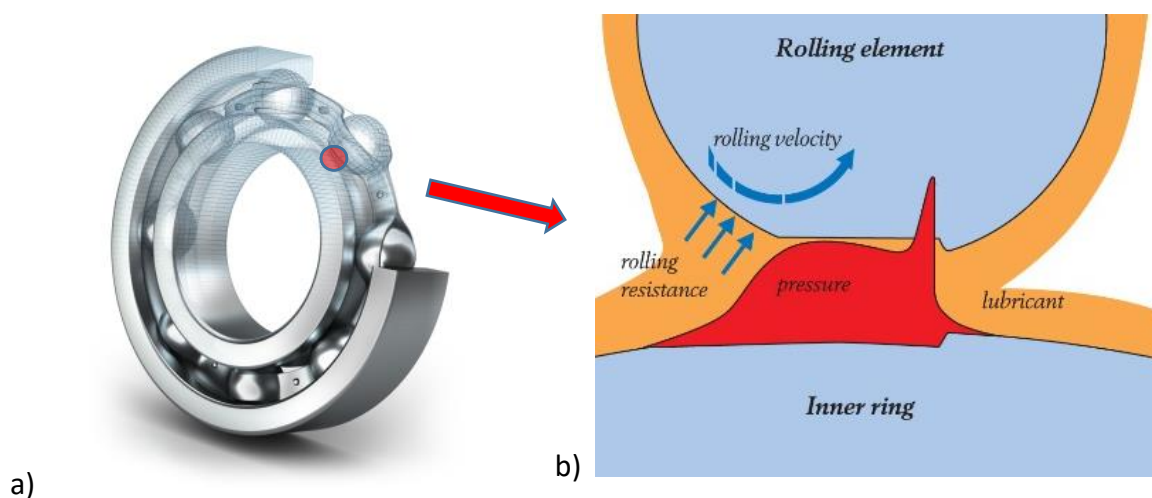 Rolling element
rolling velocity
rolling
resistance
pressure
lubricant
Inner ring
a)
b)